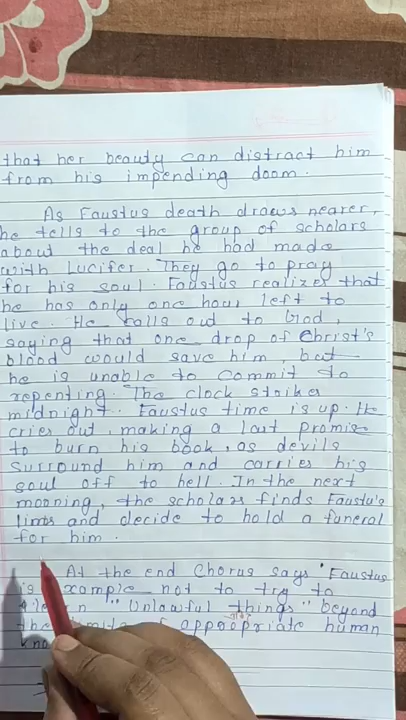 that her beauty can distract him
from his impending doom.
As Faustus death draws nearer,
he tells to the group of scholars
about the deal he had made
with Lucifer. They go to pray
for his soul. Faustus realizes that
he has only one hour left to
live. He calls out to God,
saying that one drop of Christ's
blood would save him, but
he is unable to commit to
repenting. The clock strikes
midnight. Faustus time is up. He
cries out, making a last promise
to burn his book, as devils
surround him and carries his
soul off to hell. In the next
mooning, the scholars finds Faustu's
limbs and decide to hold a funeral
for him.
At the end Chorus says "Faustus
is example not to try to
"Unlawful things" beyond
appropriate human